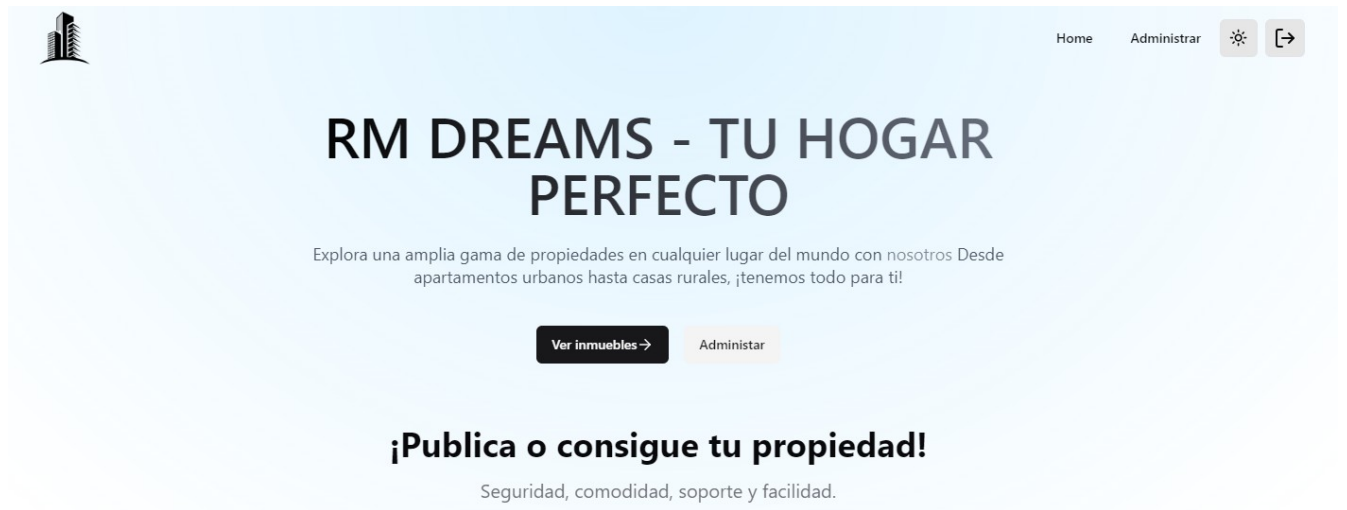 Home Administrar
RM DREAMS - TU HOGAR
PERFECTO
Explora una amplia gama de propiedades en cualquier lugar del mundo con nosotros Desde
apartamentos urbanos hasta casas rurales, ¡tenemos todo para ti!
Ver inmuebles→ Administar
¡Publica o consigue tu propiedad!
Seguridad, comodidad, soporte y facilidad.